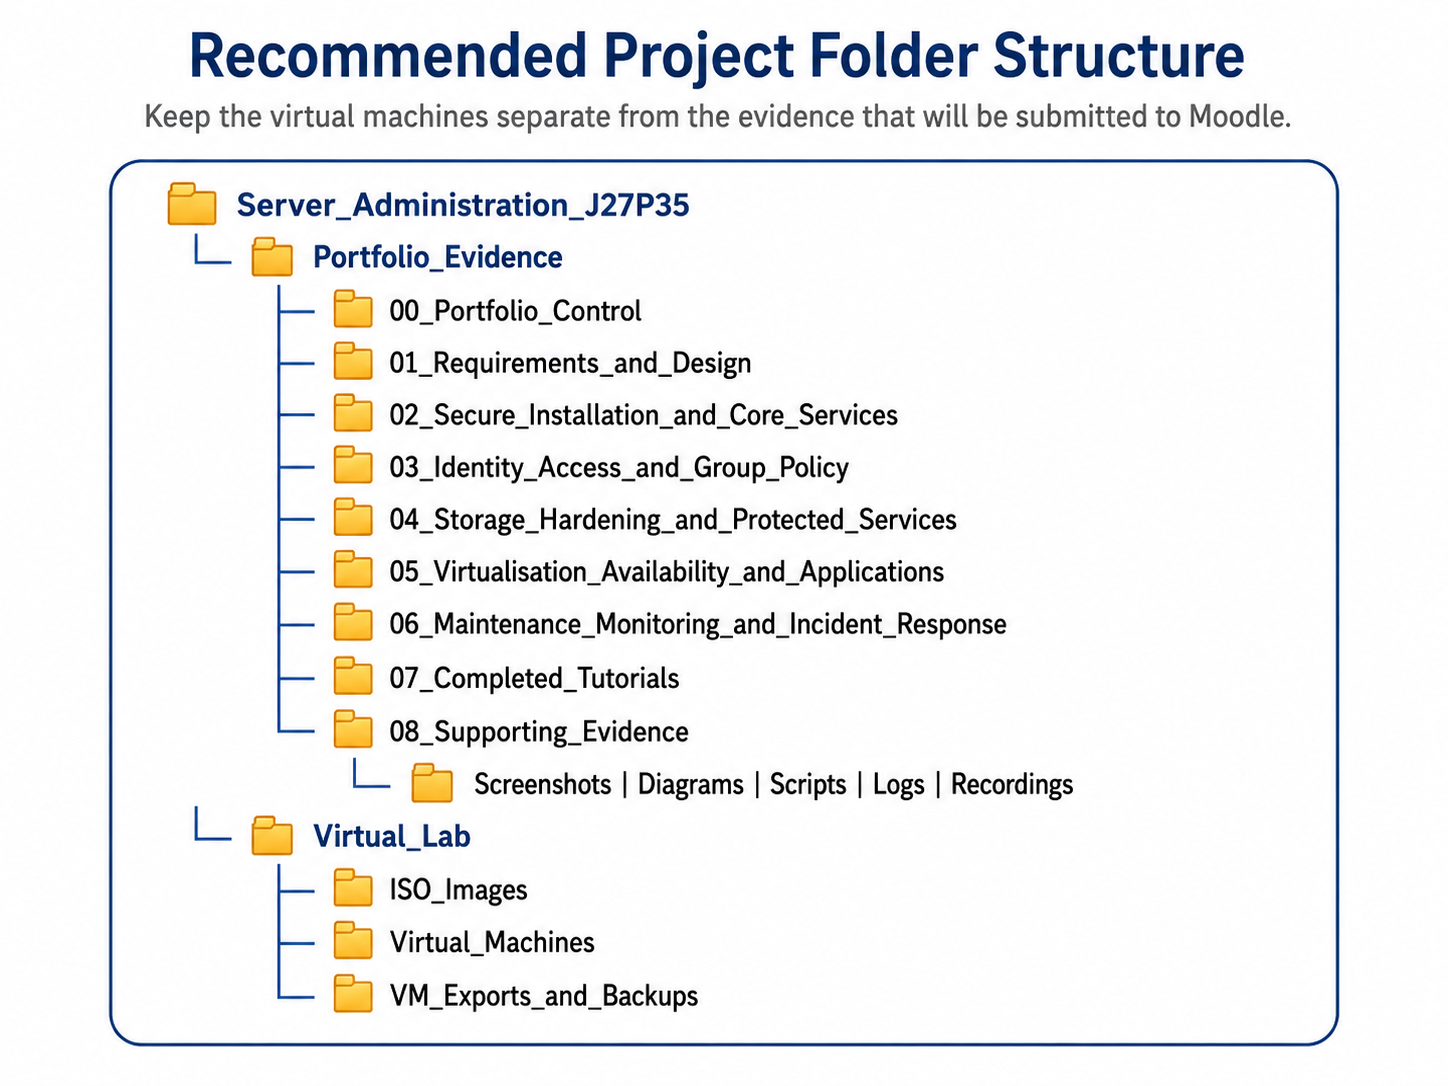 Recommended Project Folder Structure
Keep the virtual machines separate from the evidence that will be submitted to Moodle.
Server_Administration_J27P35
Portfolio_Evidence
00_Portfolio_Control
01_Requirements_and_Design
02_Secure_Installation_and_Core_Services
03_Identity_Access_and_Group_Policy
04_Storage_Hardening_and_Protected_Services
05_Virtualisation_Availability_and_Applications
06_Maintenance_Monitoring_and_Incident_Response
07_Completed_Tutorials
08_Supporting_Evidence
Screenshots | Diagrams | Scripts | Logs | Recordings
Virtual_Lab
ISO_Images
Virtual_Machines
VM_Exports_and_Backups